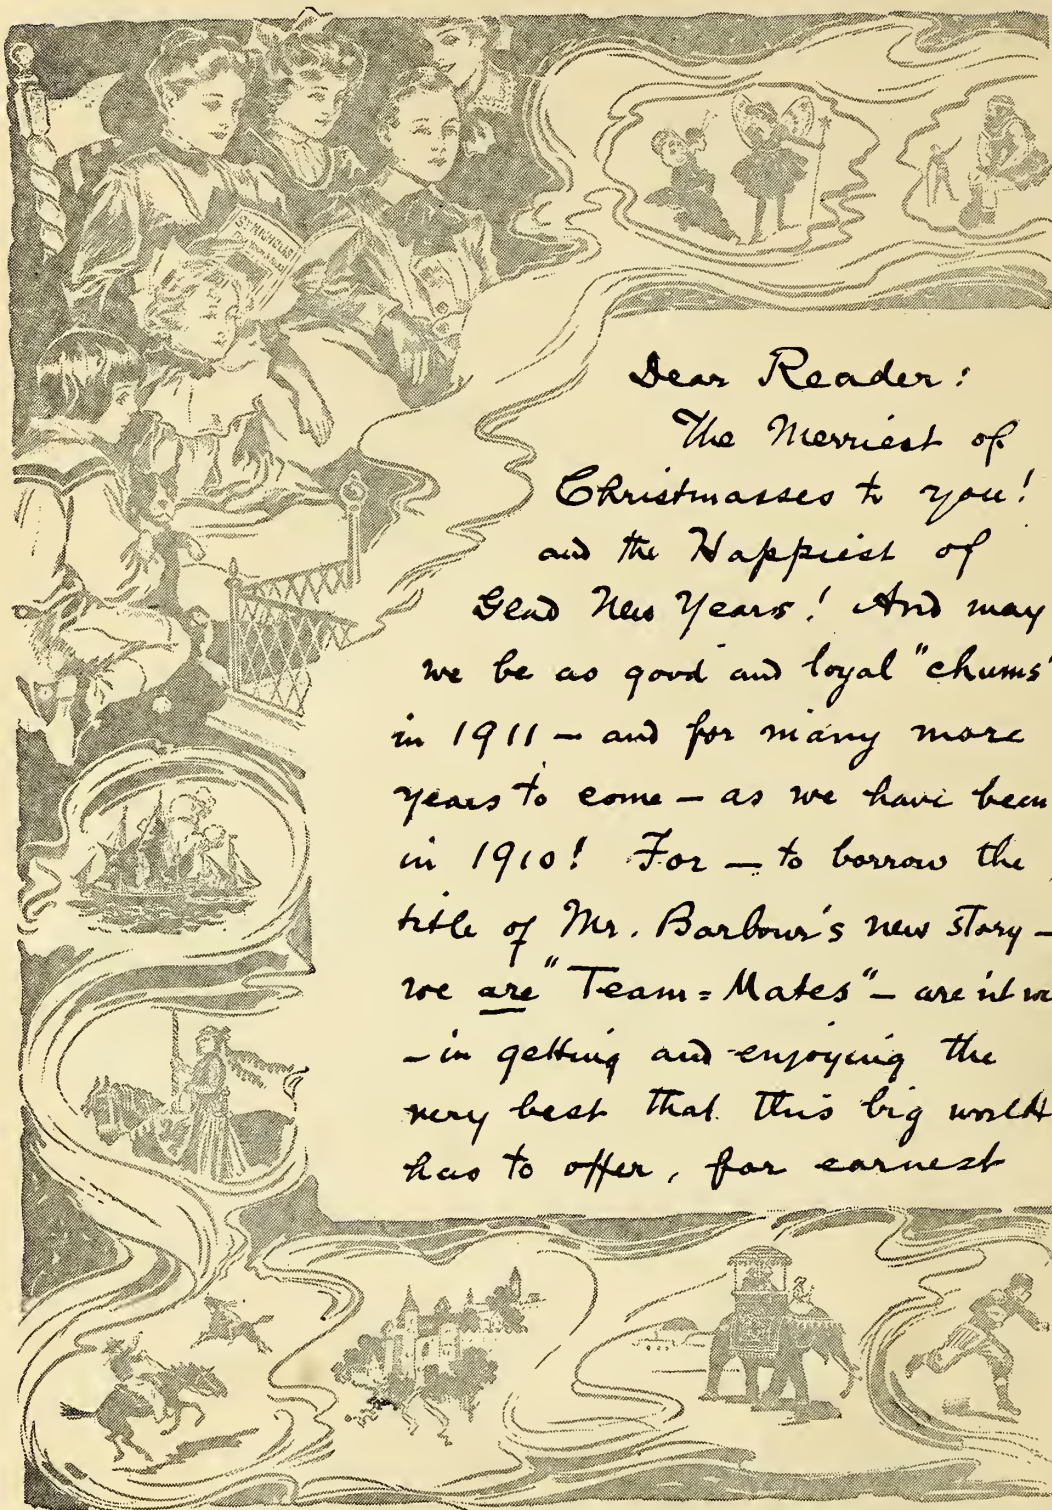 ST. NICHOLAS
Dear Reader:
The Merriest of
Christmasses to you!
and the Happiest of
Glad New Years! And may
we be as good and loyal "chums"
in 1911 — and for many more
years to come — as we have been
in 1910! For — to borrow the
title of Mr. Barbour's new story —
we are "Team-Mates" — are n't we
— in getting and enjoying the
very best that this big world
has to offer, for earnest